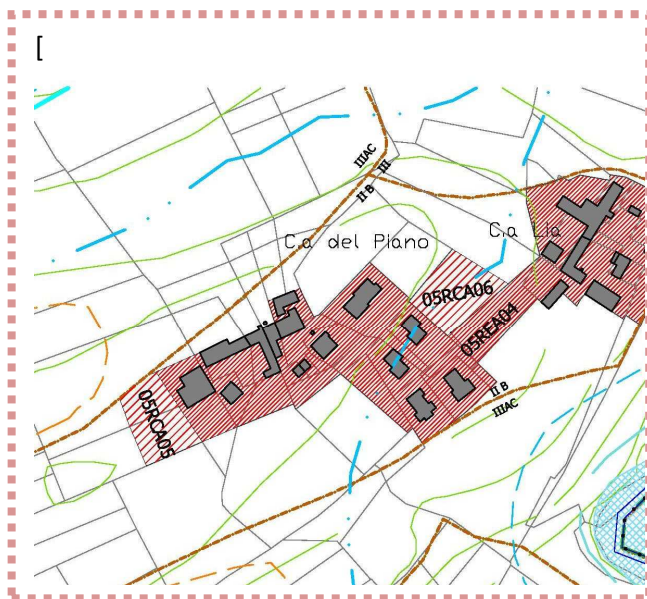 [
IIIAC
III
II B
C.a del Piano
C.a Lia
05RCA06
05REA04
05RCA05
II B
IIIAC